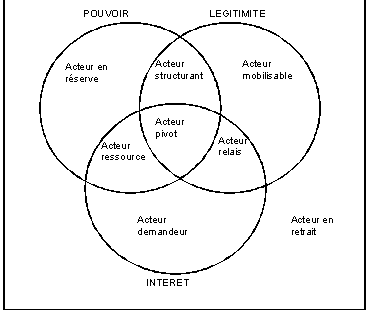 POUVOIR LEGITIMITE
Acteur en
réserve
Acteur
structurant
Acteur
mobilisable
Acteur
pivot
Acteur
ressource
Acteur
relais
Acteur
demandeur
Acteur en
retrait
INTERET